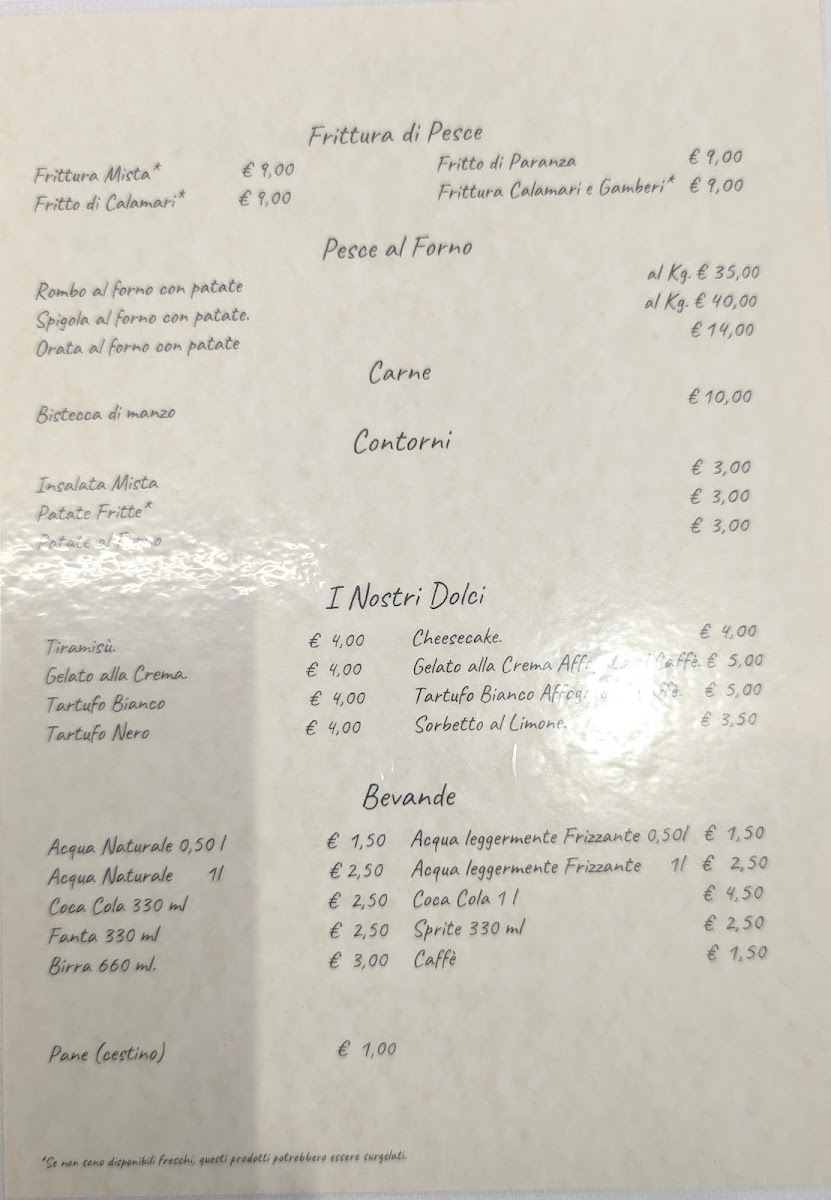 Frittura di Pesce
Frittura Mista* € 9,00 Fritto di Paranza € 9,00
Fritto di Calamari* € 9,00 Frittura Calamari e Gamberi* € 9,00
Pesce al Forno
Rombo al forno con patate al Kg. € 35,00
Spigola al forno con patate. al Kg. € 40,00
Orata al forno con patate € 14,00
Carne
Bistecca di manzo € 10,00
Contorni
Insalata Mista € 3,00
Patate Fritte* € 3,00
Patate al Forno € 3,00
I Nostri Dolci
Tiramisù. € 4,00 Cheesecake. € 4,00
Gelato alla Crema. € 4,00 Gelato alla Crema Caffè. € 5,00
Tartufo Bianco € 4,00 Tartufo Bianco € 5,00
Tartufo Nero € 4,00 Sorbetto al Limone. € 3,50
Bevande
Acqua Naturale 0,50 l € 1,50 Acqua leggermente Frizzante 0,50l € 1,50
Acqua Naturale 1l € 2,50 Acqua leggermente Frizzante 1l € 2,50
Coca Cola 330 ml € 2,50 Coca Cola 1 l € 4,50
Fanta 330 ml € 2,50 Sprite 330 ml € 2,50
Birra 660 ml. € 3,00 Caffè € 1,50
Pane (cestino) € 1,00
*Se non sono disponibili freschi, questi prodotti potrebbero essere surgelati.